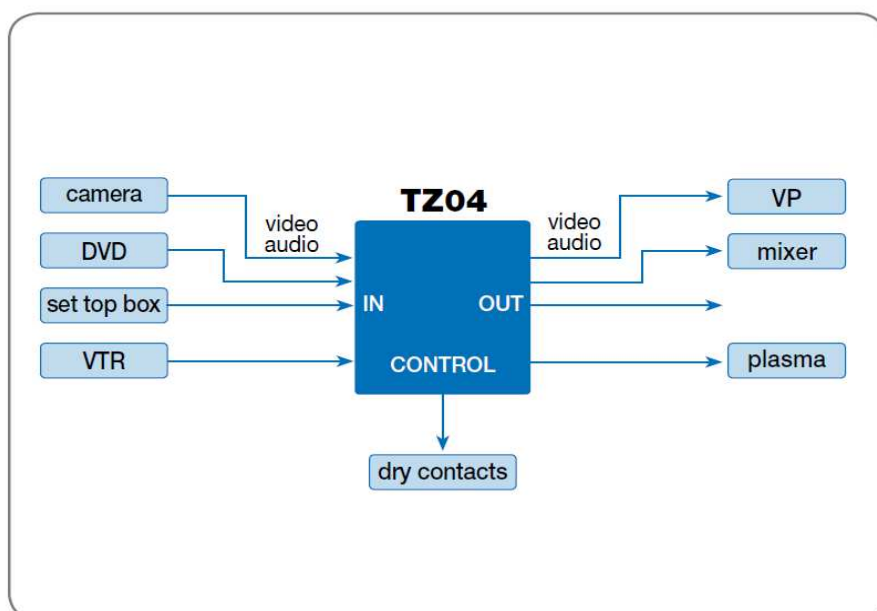 TZ04
camera
video
audio
video
audio
VP
DVD
mixer
set top box
IN
OUT
VTR
CONTROL
plasma
dry contacts